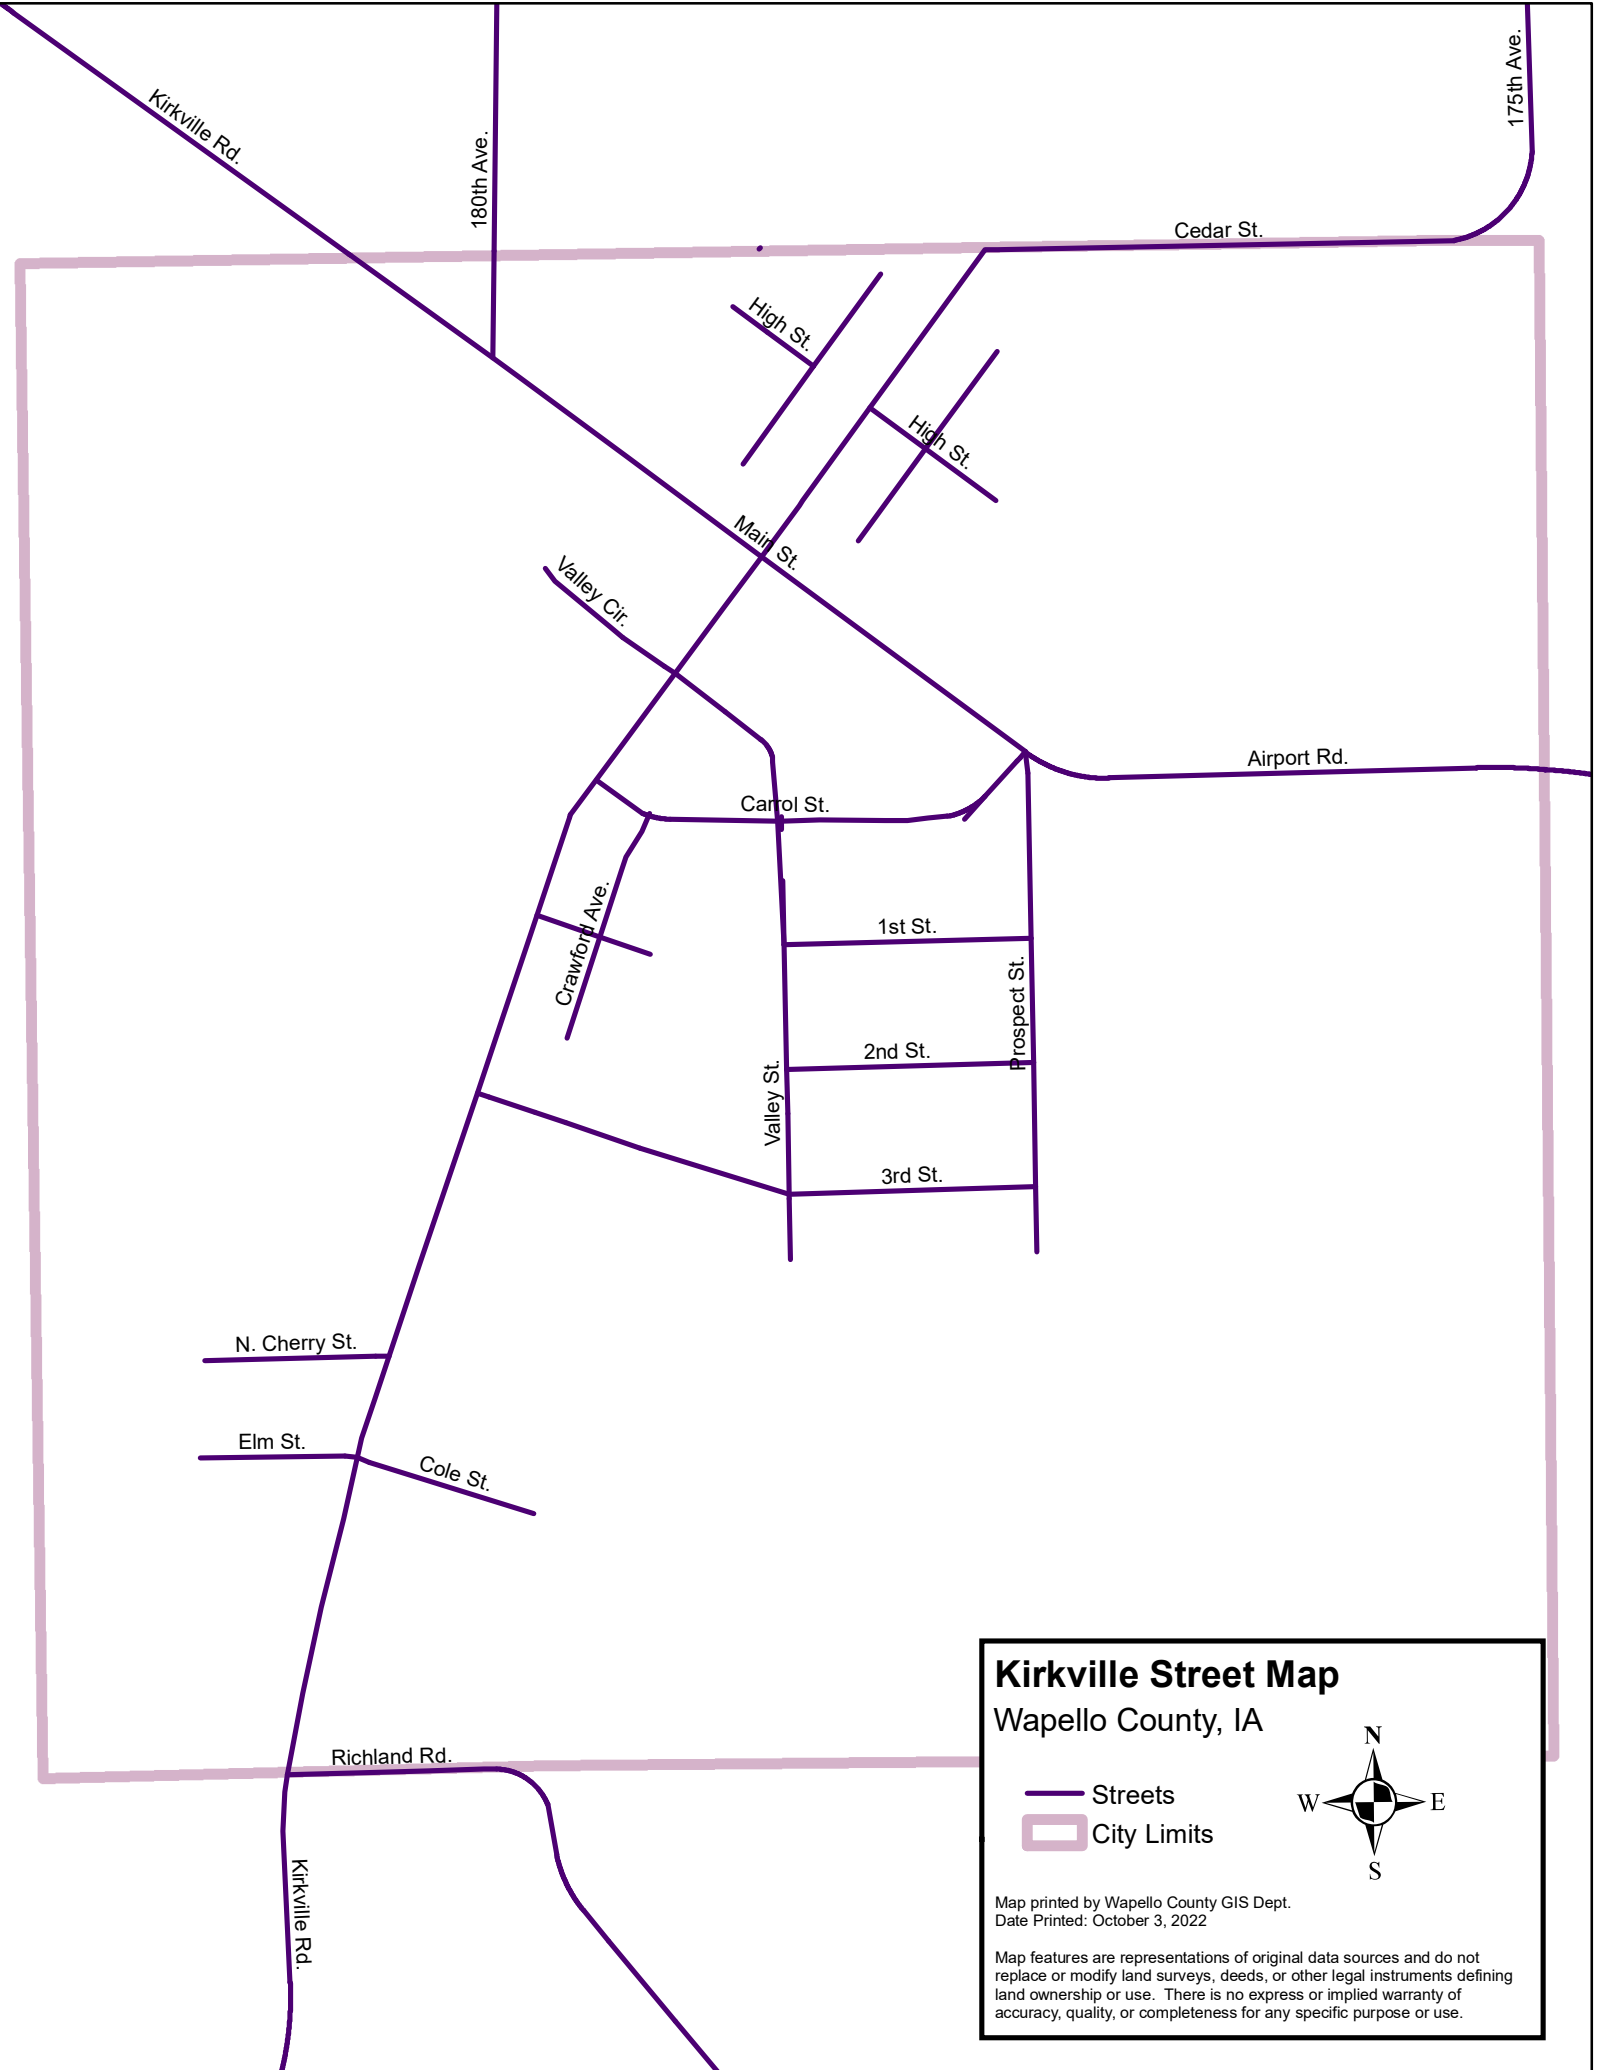 175th Ave.
Kirkville Rd.
180th Ave.
Cedar St.
High St.
High St.
Main St.
Valley Cir.
Airport Rd.
Carrol St.
Crawford Ave.
1st St.
Prospect St.
2nd St.
Valley St.
3rd St.
N. Cherry St.
Elm St.
Cole St.
Richland Rd.
Kirkville Rd.
Kirkville Street Map
Wapello County, IA
N
W
E
S
Streets
City Limits
Map printed by Wapello County GIS Dept.
Date Printed: October 3, 2022
Map features are representations of original data sources and do not
replace or modify land surveys, deeds, or other legal instruments defining
land ownership or use.  There is no express or implied warranty of
accuracy, quality, or completeness for any specific purpose or use.